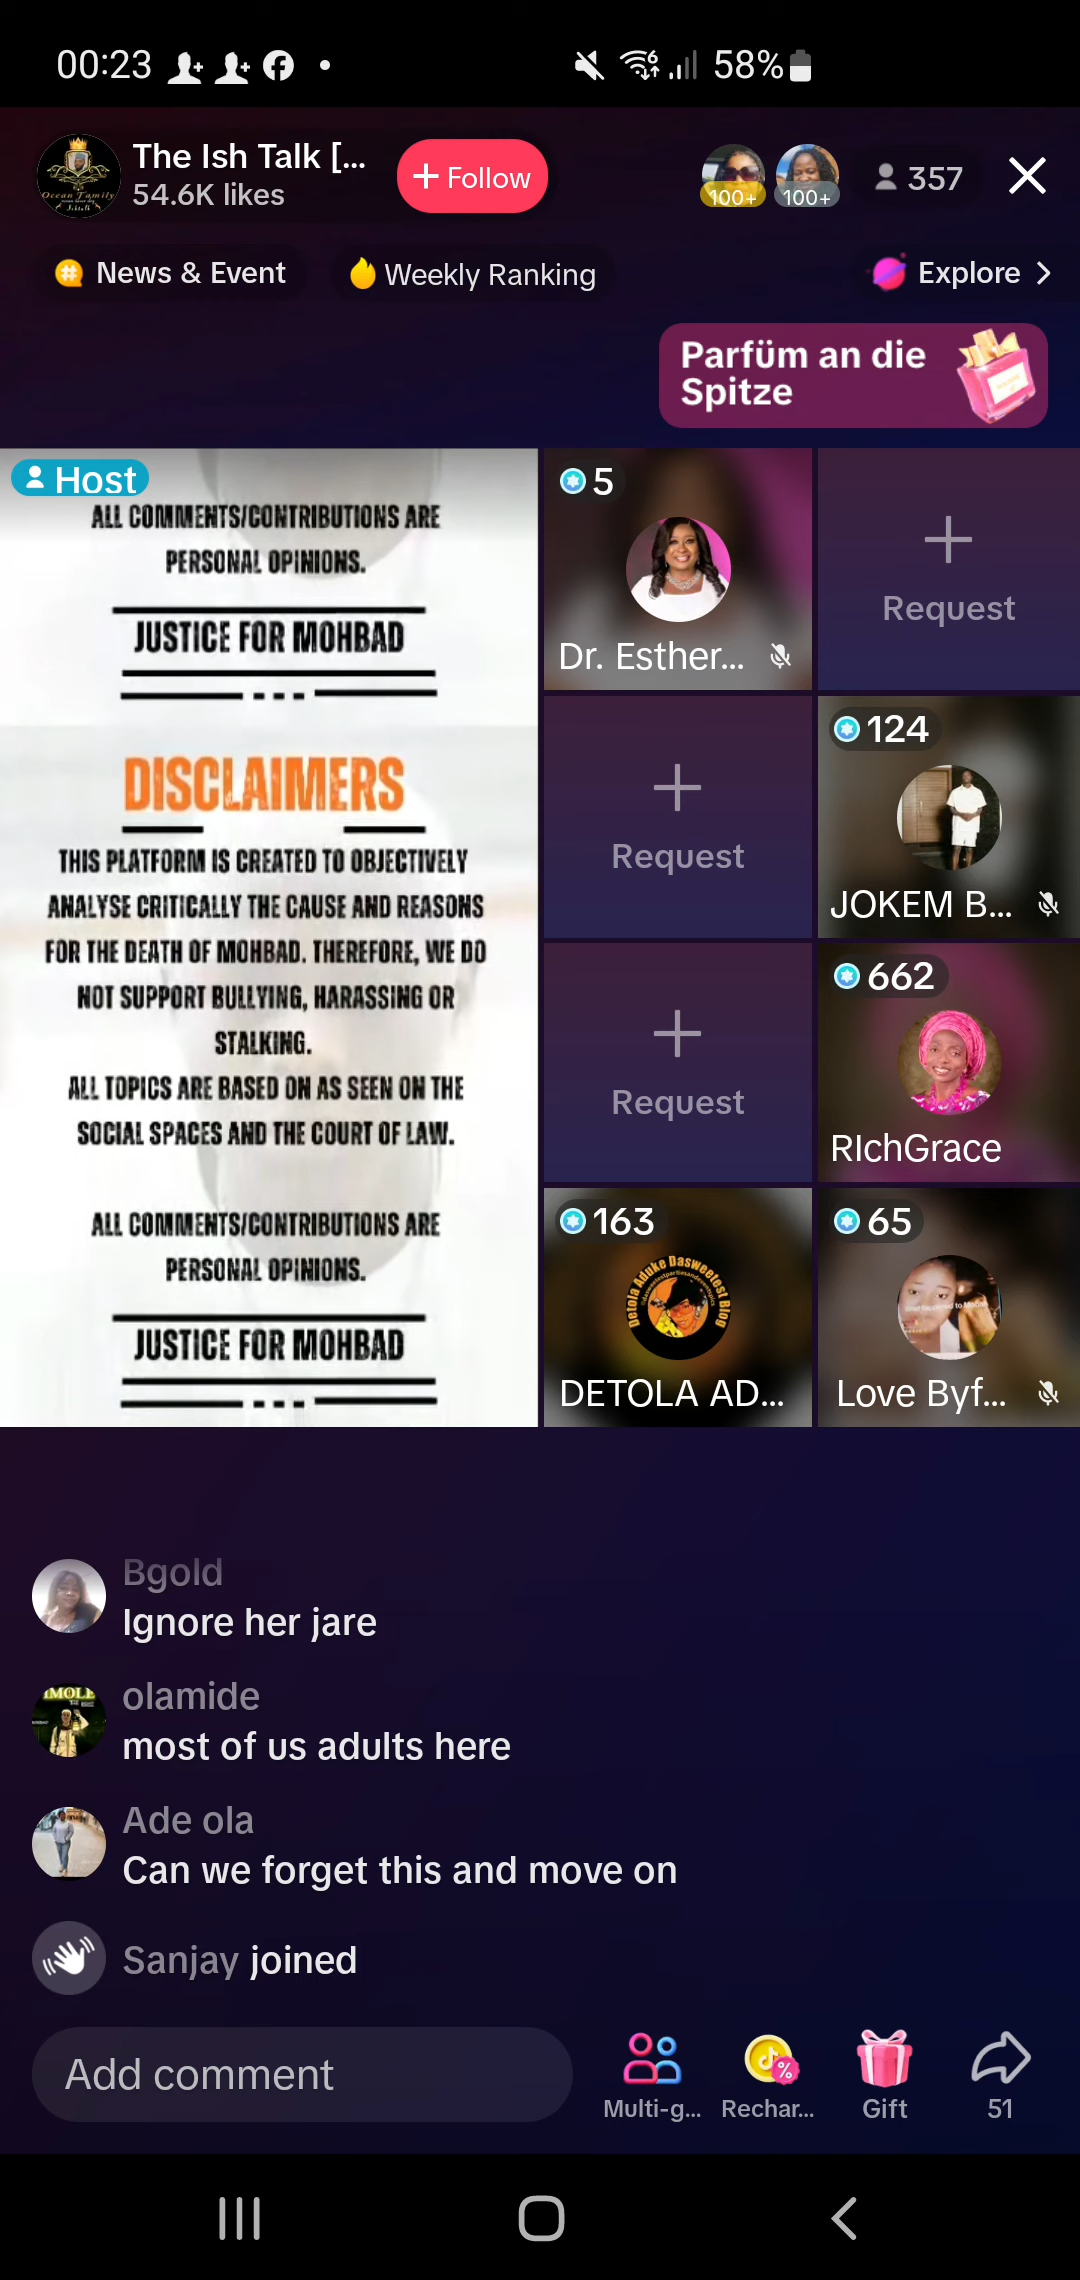 00:23
58%
The Ish Talk [...
54.6K likes
+ Follow
100+
100+
357
News & Event
Weekly Ranking
Explore
Parfüm an die
Spitze
Host
ALL COMMENTS/CONTRIBUTIONS ARE
PERSONAL OPINIONS.
JUSTICE FOR MOHBAD
DISCLAIMERS
THIS PLATFORM IS CREATED TO OBJECTIVELY
ANALYSE CRITICALLY THE CAUSE AND REASONS
FOR THE DEATH OF MOHBAD. THEREFORE, WE DO
NOT SUPPORT BULLYING, HARASSING OR
STALKING.
ALL TOPICS ARE BASED ON AS SEEN ON THE
SOCIAL SPACES AND THE COURT OF LAW.
ALL COMMENTS/CONTRIBUTIONS ARE
PERSONAL OPINIONS.
JUSTICE FOR MOHBAD
5
Dr. Esther...
Request
Request
124
JOKEM B...
Request
662
RIchGrace
163
Detola Aduke Dasweetest Blog
DETOLA AD...
65
Love Byf...
Bgold
Ignore her jare
olamide
most of us adults here
Ade ola
Can we forget this and move on
Sanjay joined
Add comment
Multi-g...
Rechar...
Gift
51